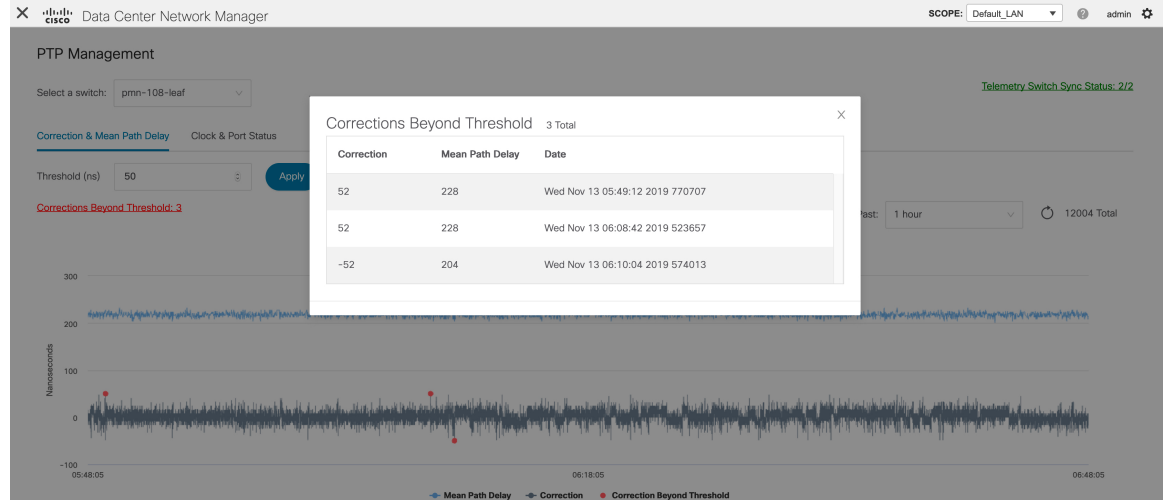 CISCO Data Center Network Manager SCOPE: Default_LAN admin
PTP Management
Select a switch: pmn-108-leaf Telemetry Switch Sync Status: 2/2
Correction & Mean Path Delay Clock & Port Status
Threshold (ns) 50 Apply
Corrections Beyond Threshold: 3
Past: 1 hour 12004 Total
Corrections Beyond Threshold 3 Total X
Correction Mean Path Delay Date
52 228 Wed Nov 13 05:49:12 2019 770707
52 228 Wed Nov 13 06:08:42 2019 523657
-52 204 Wed Nov 13 06:10:04 2019 574013
300
200
100
0
-100
Nanoseconds
05:48:05 06:18:05 06:48:05
Mean Path Delay Correction Correction Beyond Threshold